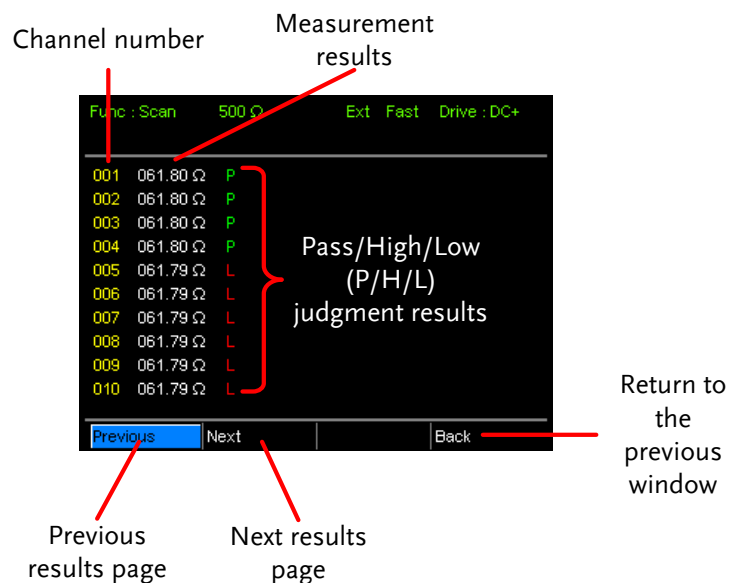 Channel number
Measurement
results
Func : Scan 500 Ω Ext Fast Drive : DC+
001 061.80 Ω P
002 061.80 Ω P
003 061.80 Ω P
004 061.80 Ω P
005 061.79 Ω L
006 061.79 Ω L
007 061.79 Ω L
008 061.79 Ω L
009 061.79 Ω L
010 061.79 Ω L
Pass/High/Low
(P/H/L)
judgment results
Previous Next Back
Return to
the
previous
window
Previous
results page
Next results
page